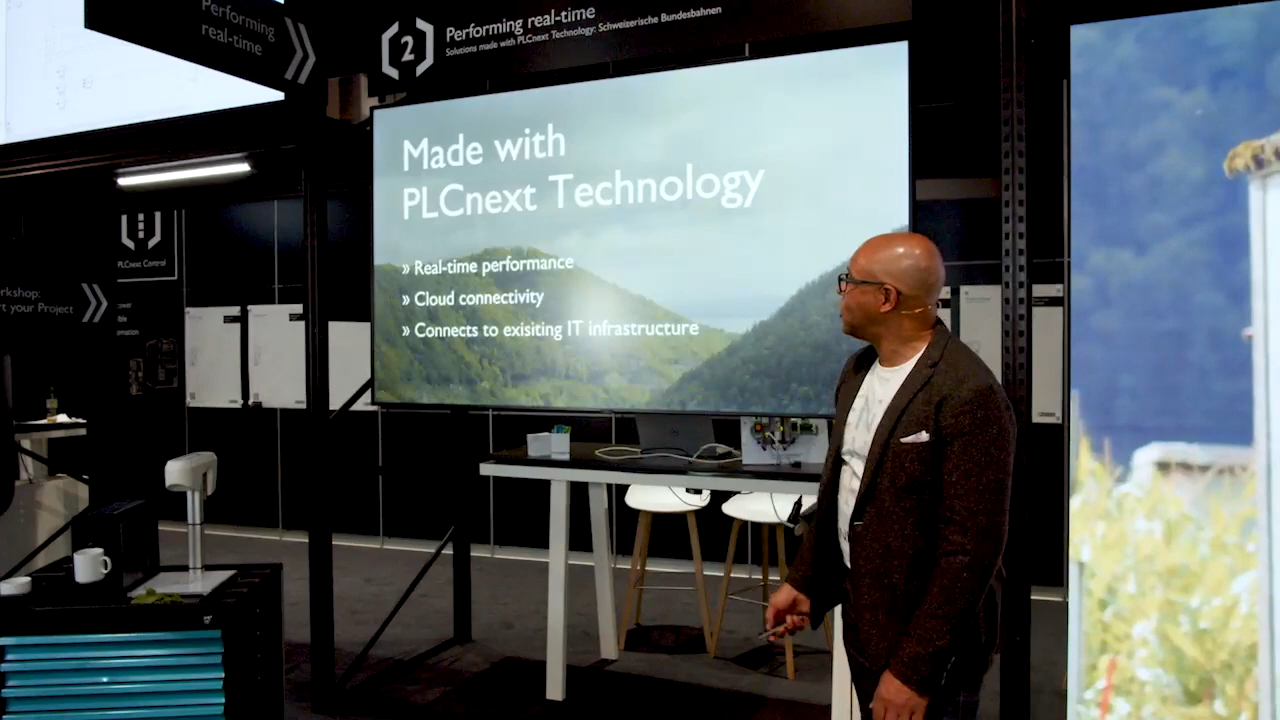 Performing
real-time
2
Performing real-time
Solutions made with PLCnext Technology: Schweizerische Bundesbahnen
Made with
PLCnext Technology
» Real-time performance
» Cloud connectivity
» Connects to exisiting IT infrastructure
PLCnext Control
rkshop:
rt your Project